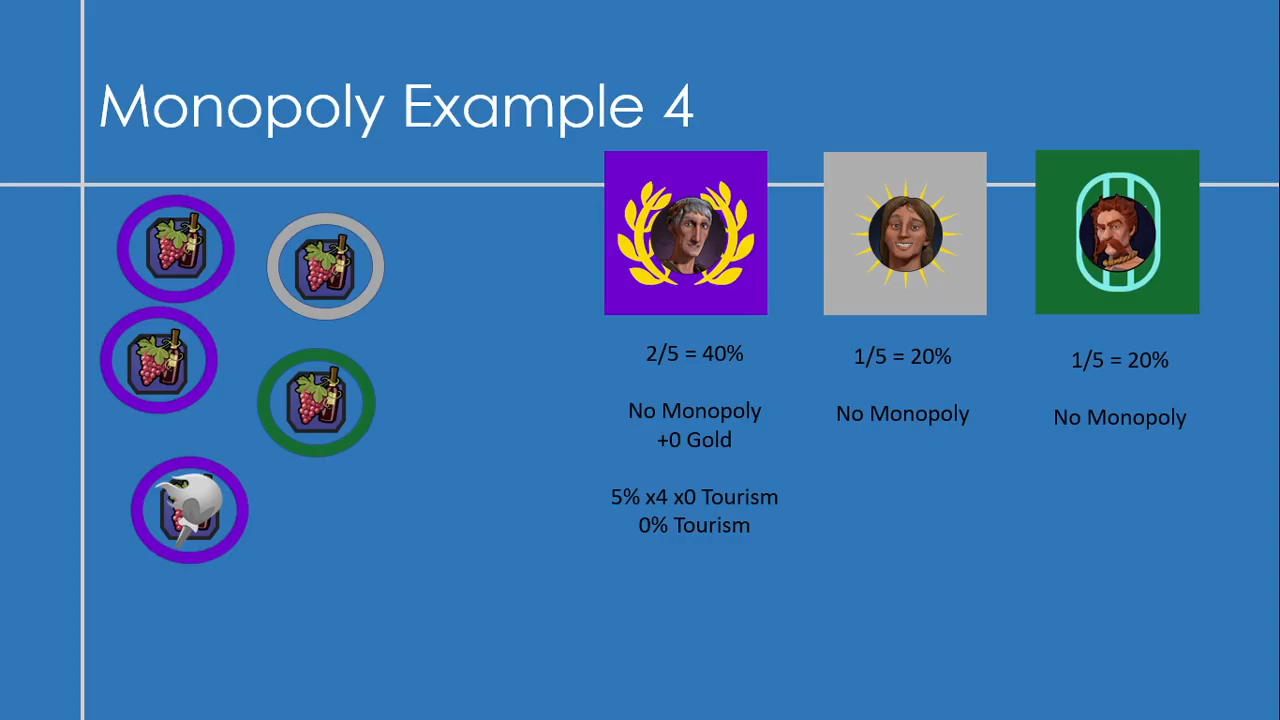 Monopoly Example 4
2/5 = 40%
No Monopoly
+0 Gold
5% x4 x0 Tourism
0% Tourism
1/5 = 20%
No Monopoly
1/5 = 20%
No Monopoly